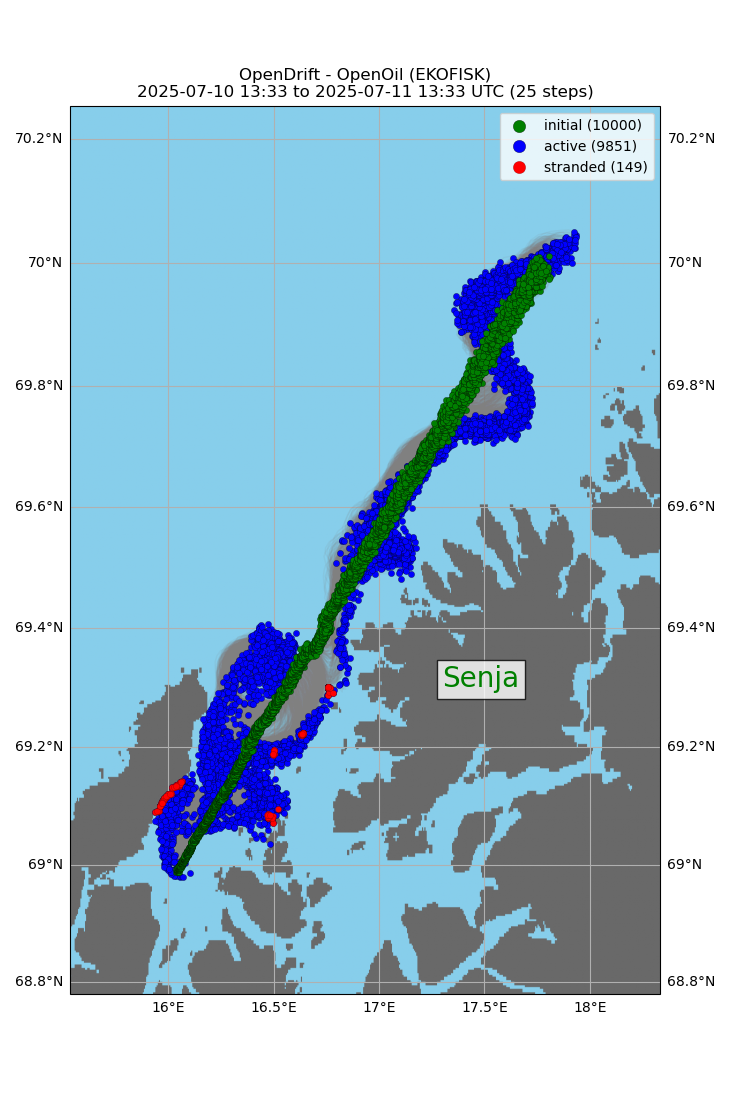 OpenDrift - OpenOil (EKOFISK)
2025-07-10 13:33 to 2025-07-11 13:33 UTC (25 steps)
initial (10000)
active (9851)
stranded (149)
70.2°N 70.2°N
70°N 70°N
69.8°N 69.8°N
69.6°N 69.6°N
69.4°N 69.4°N
Senja
69.2°N 69.2°N
69°N 69°N
68.8°N 68.8°N
16°E 16.5°E 17°E 17.5°E 18°E